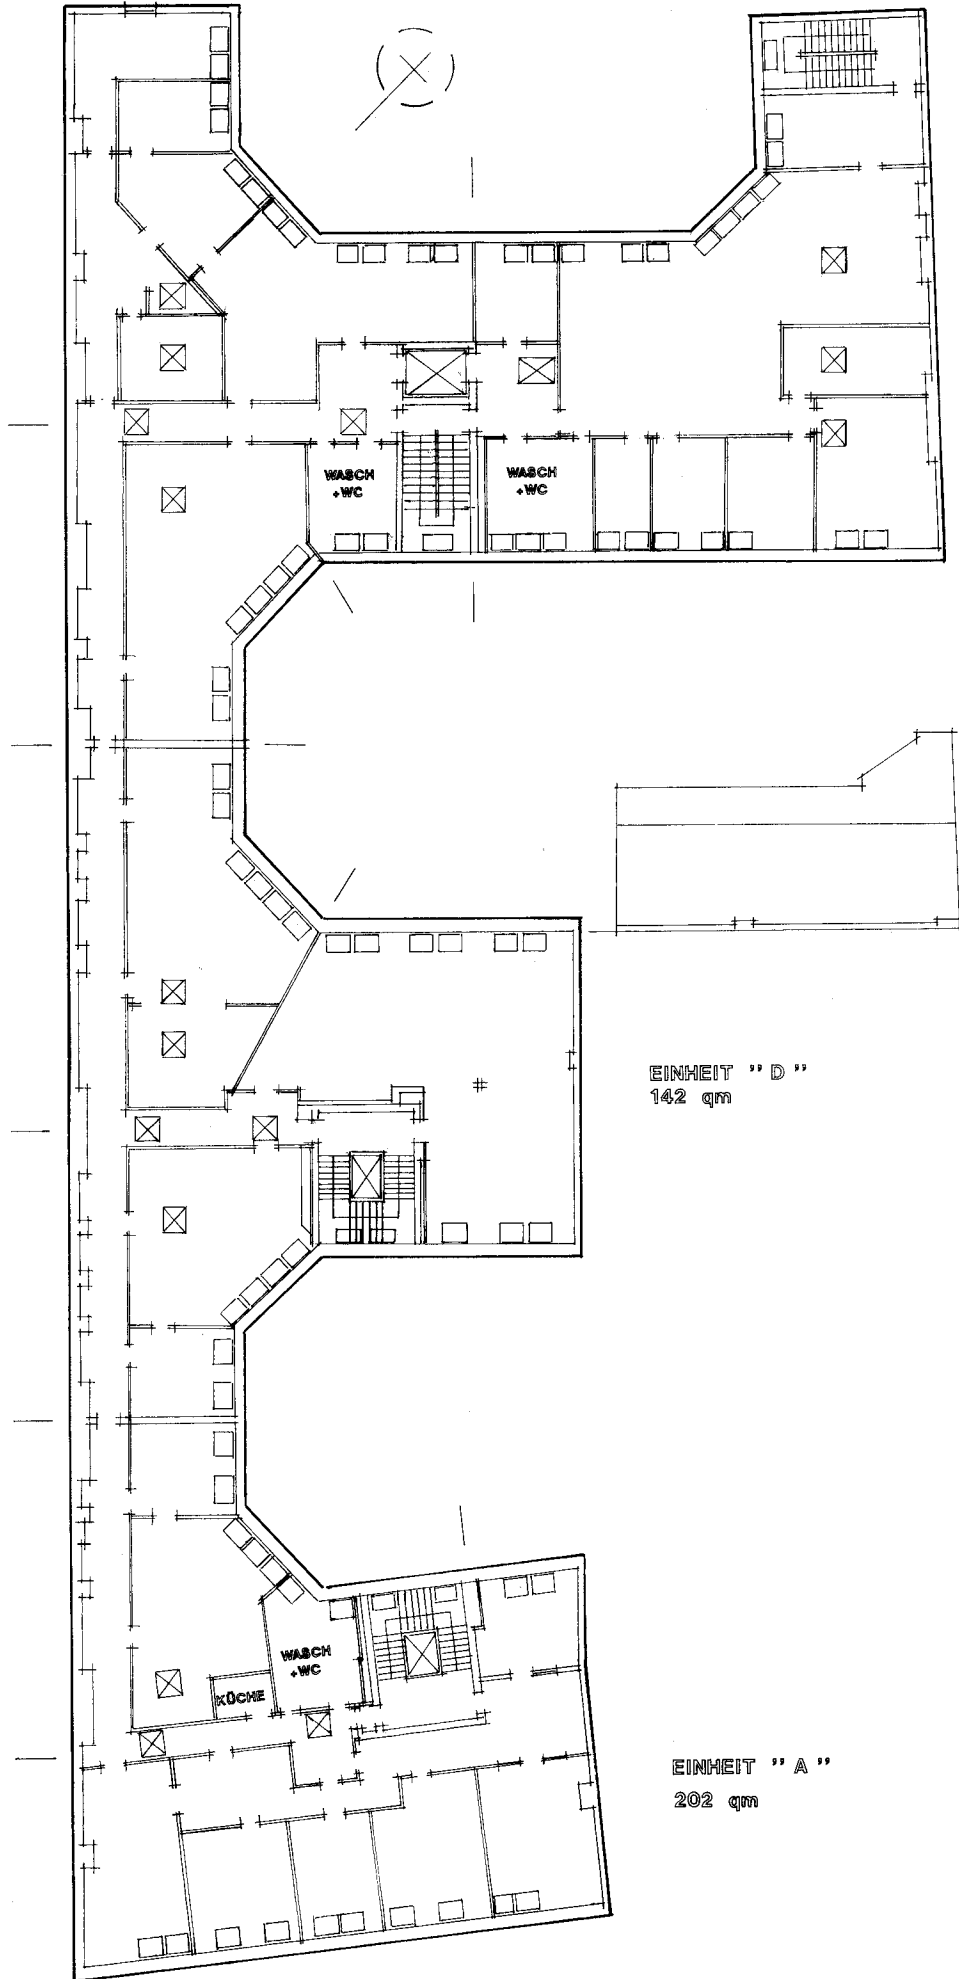 WASCH
+WC
WASCH
+WC
EINHEIT " D "
142 qm
WASCH
+WC
KÜCHE
EINHEIT " A "
202 qm